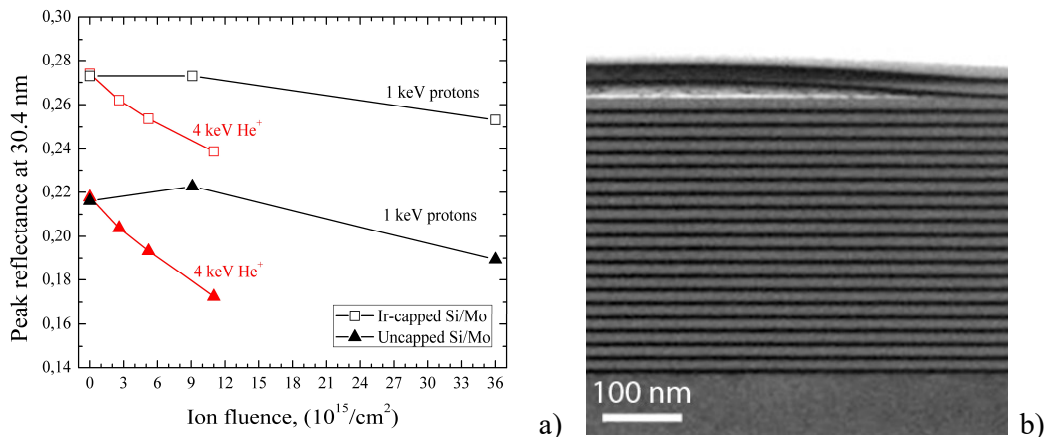 0,30
0,28
0,26
0,24
0,22
0,20
0,18
0,16
0,14
Peak reflectance at 30.4 nm
1 keV protons
4 keV He+
1 keV protons
4 keV He+
Ir-capped Si/Mo
Uncapped Si/Mo
0 3 6 9 12 15 18 21 24 27 30 33 36
Ion fluence, (10^15/cm^2)
a)
100 nm
b)